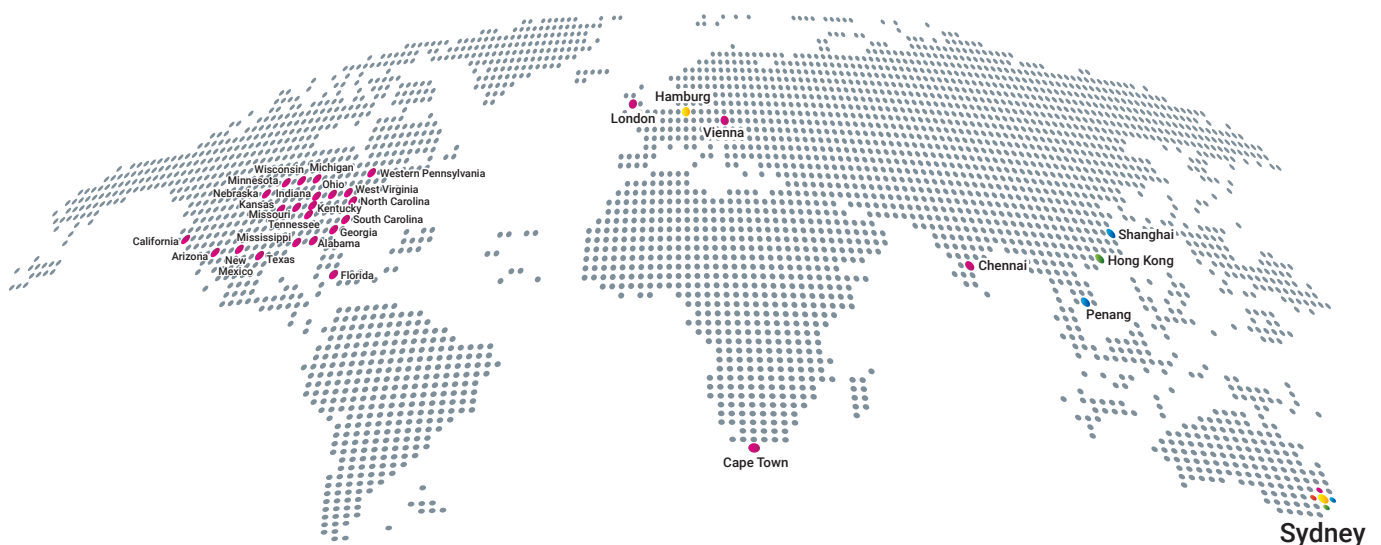 Hamburg
London
Vienna
Wisconsin
Michigan
Western Pennsylvania
Minnesota
Ohio
West Virginia
Nebraska
Indiana
North Carolina
Kansas
Kentucky
Missouri
South Carolina
Tennessee
Georgia
California
Mississippi
Alabama
Arizona
New
Mexico
Texas
Florida
Shanghai
Hong Kong
Chennai
Penang
Cape Town
Sydney